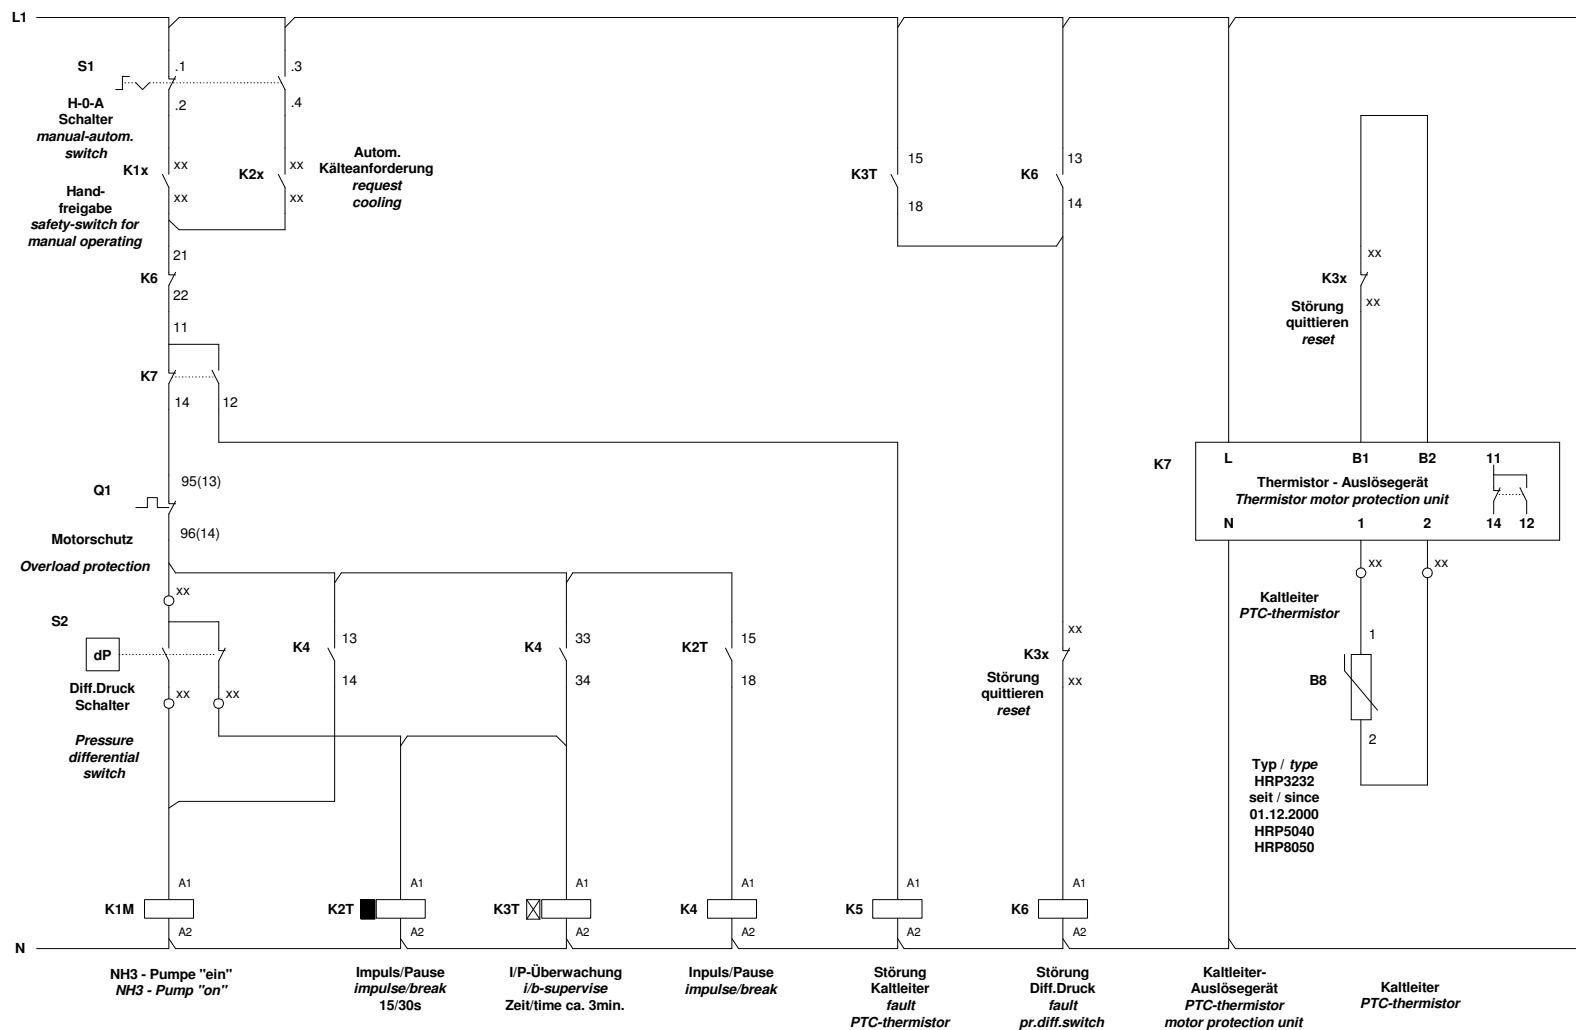 L1
S1
.1
.3
.2
.4
H-0-A
Schalter
manual-autom.
switch
K1x
xx
xx
K2x
xx
xx
Autom.
Kälteanforderung
request
cooling
Hand-
freigabe
safety-switch for
manual operating
K3T
15
18
K6
13
14
21
K6
22
11
K7
14
12
K3x
xx
xx
Störung
quittieren
reset
K7
L
B1
B2
11
Thermistor - Auslösegerät
Thermistor motor protection unit
N
1
2
14
12
Q1
95(13)
96(14)
Motorschutz
Overload protection
xx
S2
dP
xx
xx
Diff.Druck
Schalter
Pressure
differential
switch
K4
13
14
K4
33
34
K2T
15
18
K3x
xx
xx
Störung
quittieren
reset
xx
xx
Kaltleiter
PTC-thermistor
1
B8
2
Typ / type
HRP3232
seit / since
01.12.2000
HRP5040
HRP8050
K1M
A1
A2
K2T
A1
A2
K3T
A1
A2
K4
A1
A2
K5
A1
A2
K6
A1
A2
N
NH3 - Pumpe "ein"
NH3 - Pump "on"
Impuls/Pause
impulse/break
15/30s
I/P-Überwachung
i/b-supervise
Zeit/time ca. 3min.
Inpuls/Pause
impulse/break
Störung
Kaltleiter
fault
PTC-thermistor
Störung
Diff.Druck
fault
pr.diff.switch
Kaltleiter-
Auslösegerät
PTC-thermistor
motor protection unit
Kaltleiter
PTC-thermistor